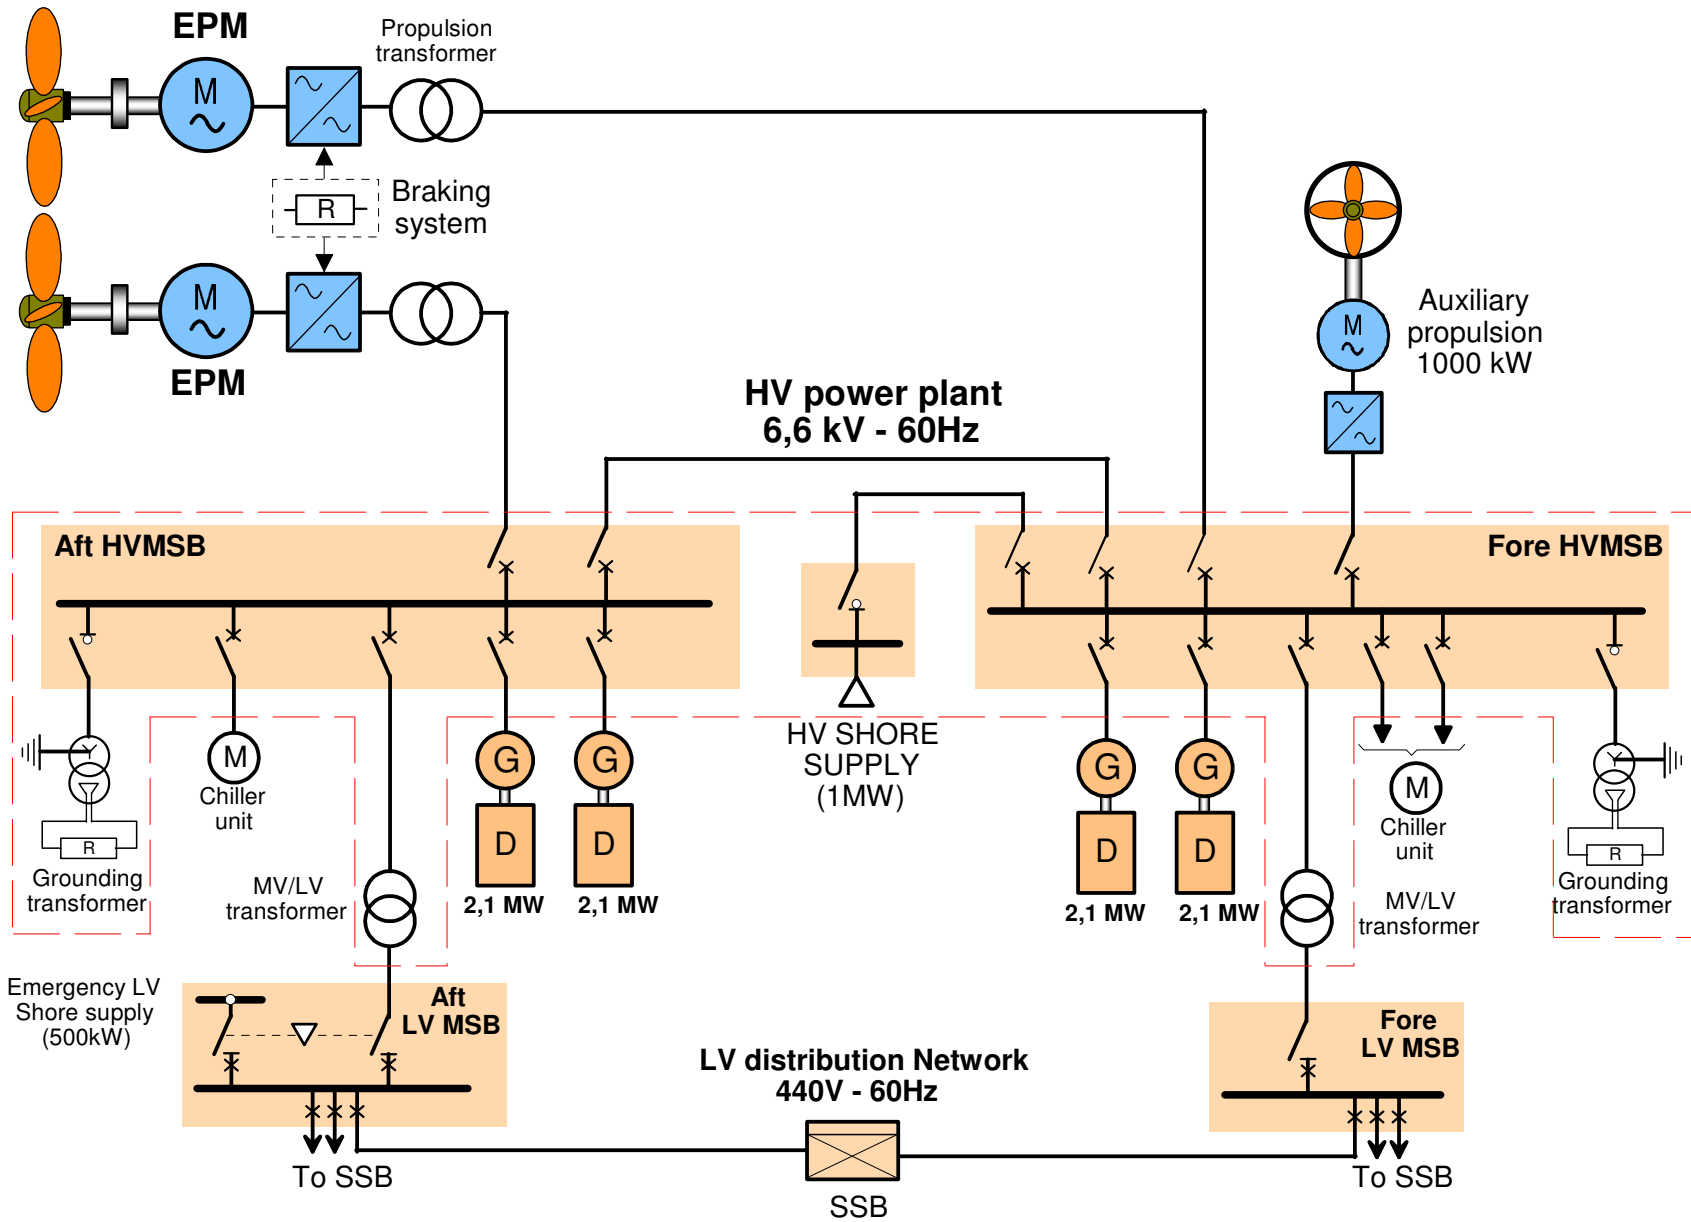 EPM
Propulsion
transformer
M
R
Braking
system
M
EPM
M
Auxiliary
propulsion
1000 kW
HV power plant
6,6 kV - 60Hz
Aft HVMSB
Fore HVMSB
HV SHORE
SUPPLY
(1MW)
Y
R
Grounding
transformer
M
Chiller
unit
MV/LV
transformer
G
D
2,1 MW
G
D
2,1 MW
G
D
2,1 MW
G
D
2,1 MW
M
Chiller
unit
MV/LV
transformer
Y
R
Grounding
transformer
Emergency LV
Shore supply
(500kW)
Aft
LV MSB
To SSB
LV distribution Network
440V - 60Hz
SSB
Fore
LV MSB
To SSB